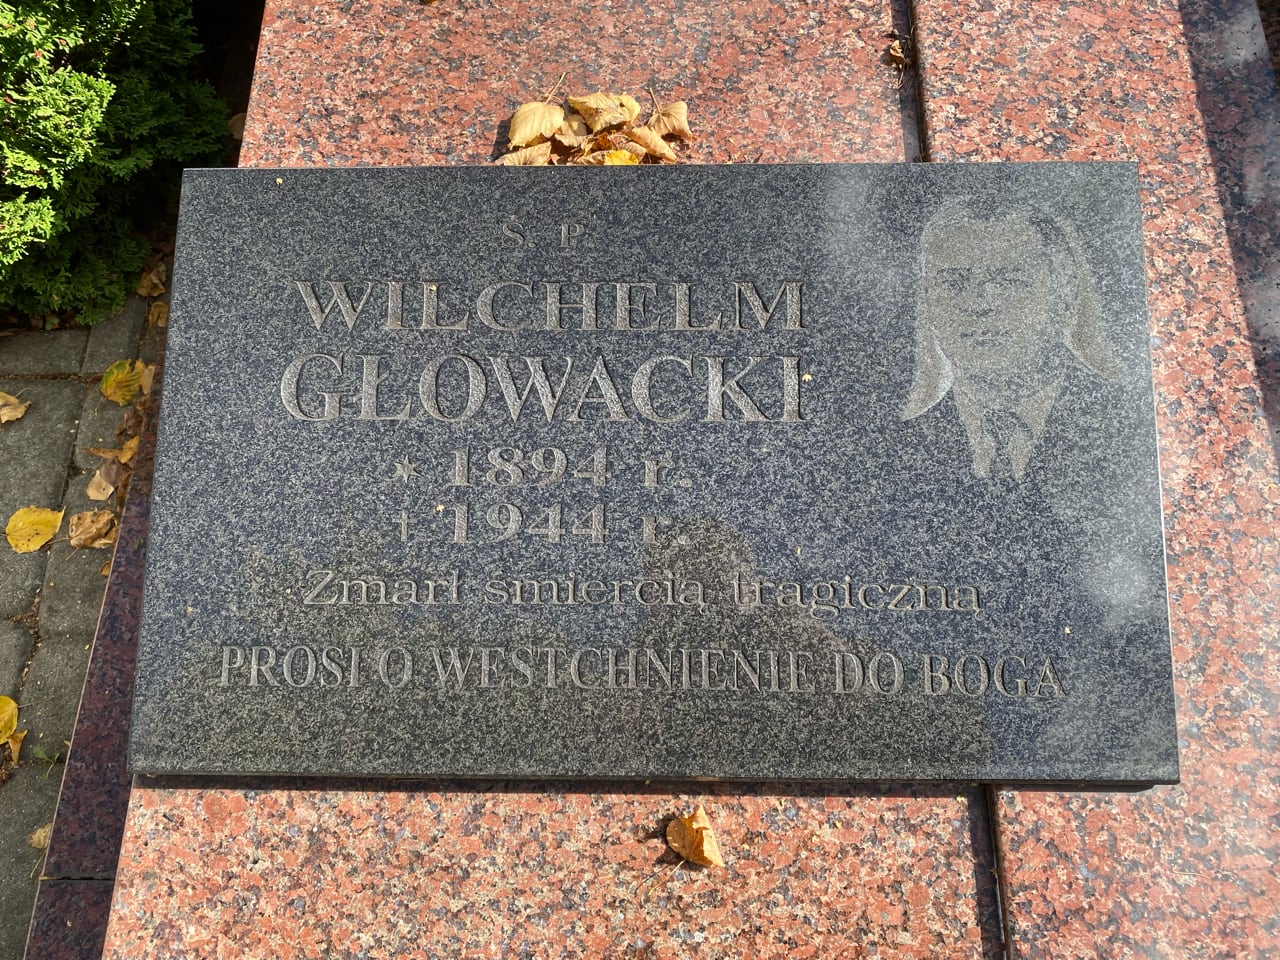 Ś P
WILCHELM
GŁOWACKI
* 1894 r.
† 1944 r.
Zmarł śmiercią tragiczną
PROSI O WESTCHNIENIE DO BOGA